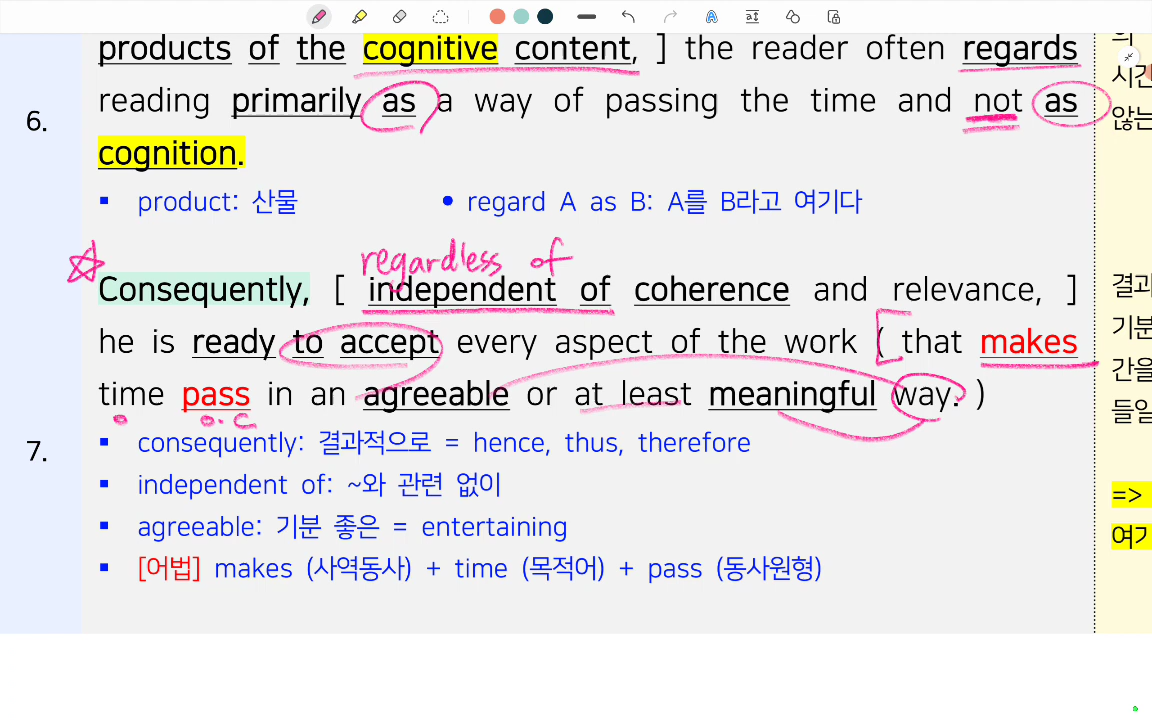 products of the cognitive content, ] the reader often regards
reading primarily as a way of passing the time and not as
6.
cognition.
▪ product: 산물 • regard A as B: A를 B라고 여기다
regardless of
Consequently, [ independent of coherence and relevance, ]
he is ready to accept every aspect of the work ( that makes
time pass in an agreeable or at least meaningful way. )
o. o.c
7.
▪ consequently: 결과적으로 = hence, thus, therefore
▪ independent of: ~와 관련 없이
▪ agreeable: 기분 좋은 = entertaining
▪ [어법] makes (사역동사) + time (목적어) + pass (동사원형)
의
시간
않는
결과
기분
간을
들일
=>
여기